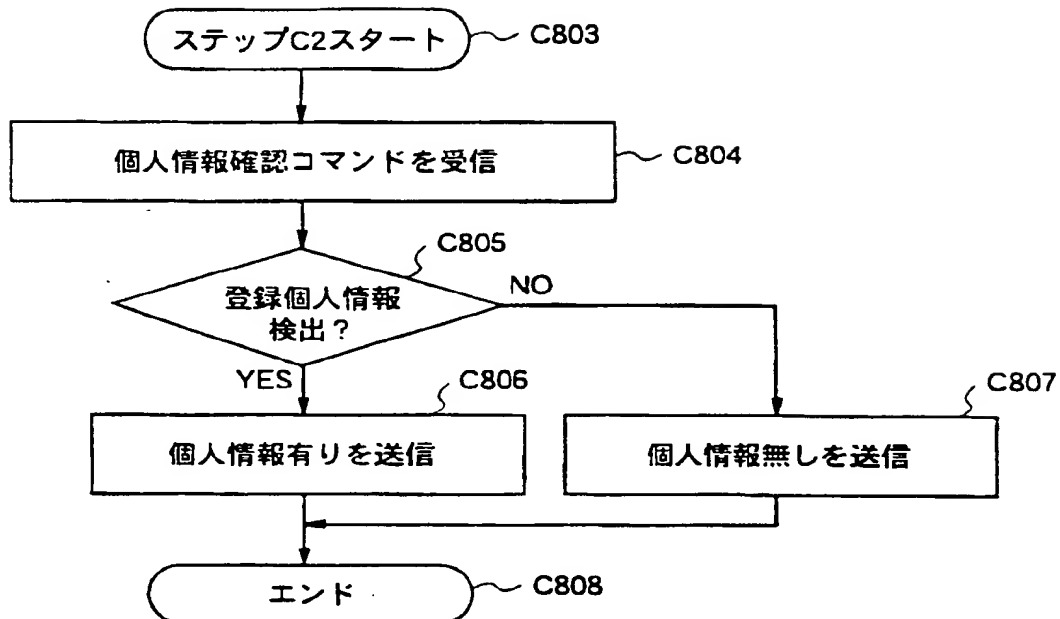 ステップC2スタート
C803
個人情報確認コマンドを受信
C804
C805
登録個人情報
検出？
NO
YES
C806
C807
個人情報有りを送信
個人情報無しを送信
エンド
C808